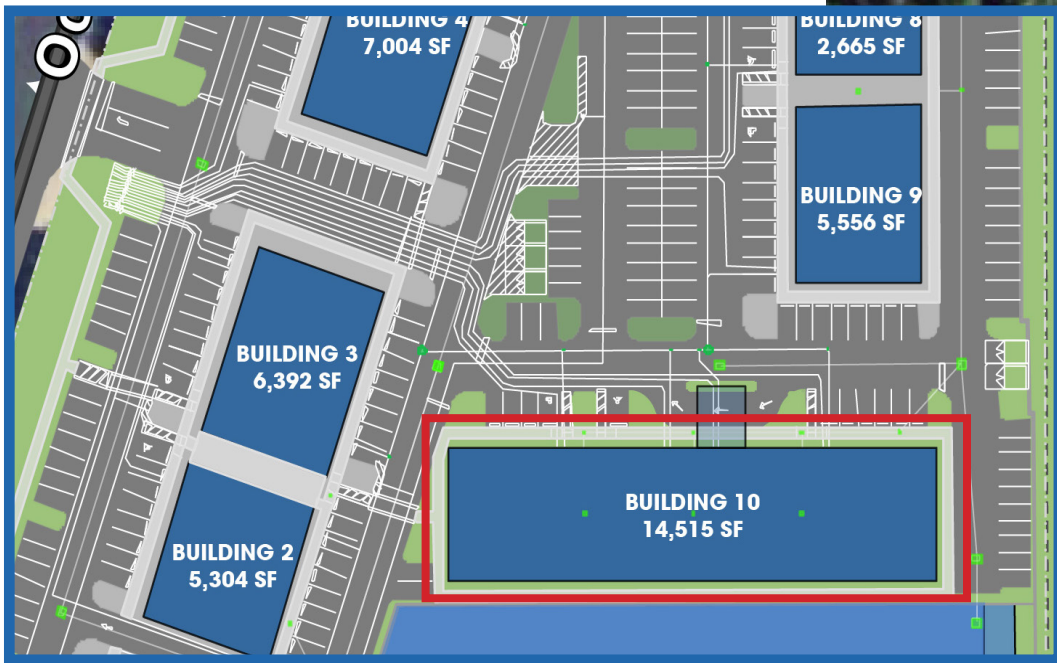 BUILDING 4
7,004 SF
BUILDING 8
2,665 SF
BUILDING 9
5,556 SF
BUILDING 3
6,392 SF
BUILDING 10
14,515 SF
BUILDING 2
5,304 SF